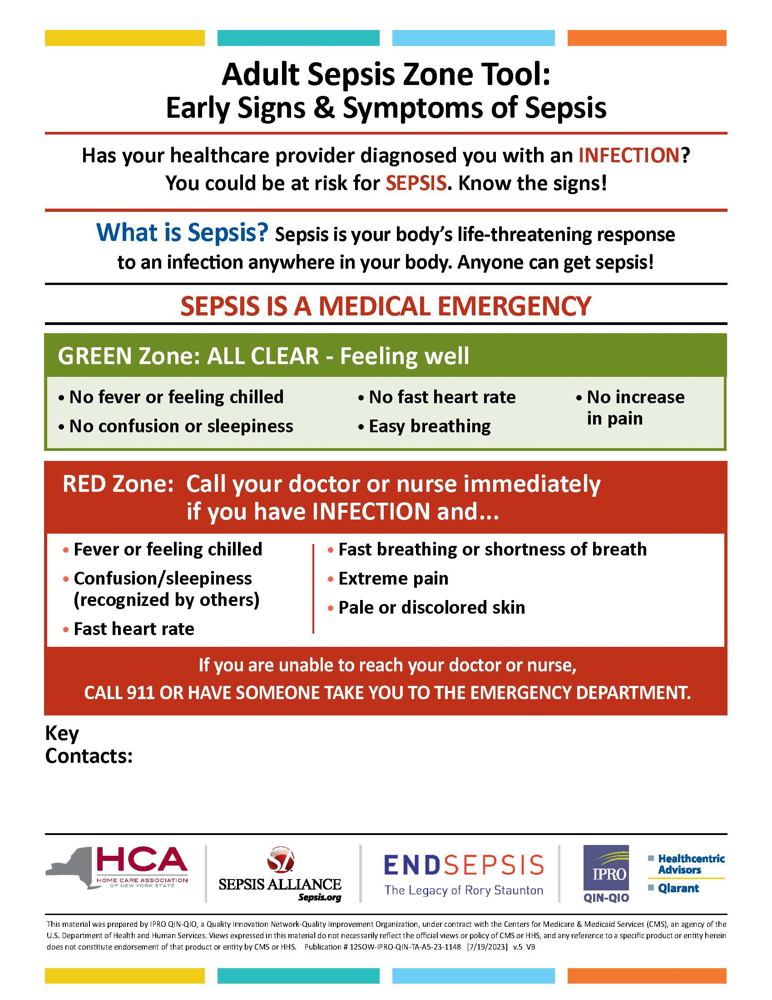 Adult Sepsis Zone Tool:
Early Signs & Symptoms of Sepsis
Has your healthcare provider diagnosed you with an INFECTION?
You could be at risk for SEPSIS. Know the signs!
What is Sepsis? Sepsis is your body’s life-threatening response
to an infection anywhere in your body. Anyone can get sepsis!
SEPSIS IS A MEDICAL EMERGENCY
GREEN Zone: ALL CLEAR - Feeling well
• No fever or feeling chilled
• No confusion or sleepiness
• No fast heart rate
• Easy breathing
• No increase
in pain
RED Zone: Call your doctor or nurse immediately
if you have INFECTION and...
• Fever or feeling chilled
• Confusion/sleepiness
(recognized by others)
• Fast heart rate
• Fast breathing or shortness of breath
• Extreme pain
• Pale or discolored skin
If you are unable to reach your doctor or nurse,
CALL 911 OR HAVE SOMEONE TAKE YOU TO THE EMERGENCY DEPARTMENT.
Key
Contacts:
HCA
HOME CARE ASSOCIATION
OF NEW YORK STATE
SA
SEPSIS ALLIANCE
Sepsis.org
ENDSEPSIS
The Legacy of Rory Staunton
IPRO
QIN-QIO
Healthcentric
Advisors
Qlarant
This material was prepared by IPRO QIN-QIO, a Quality Innovation Network-Quality Improvement Organization, under contract with the Centers for Medicare & Medicaid Services (CMS), an agency of the
U.S. Department of Health and Human Services. Views expressed in this material do not necessarily reflect the official views or policy of CMS or HHS, and any reference to a specific product or entity herein
does not constitute endorsement of that product or entity by CMS or HHS. Publication # 12SOW-IPRO-QIN-TA-A5-23-1148 [7/19/2023] v.5 VB